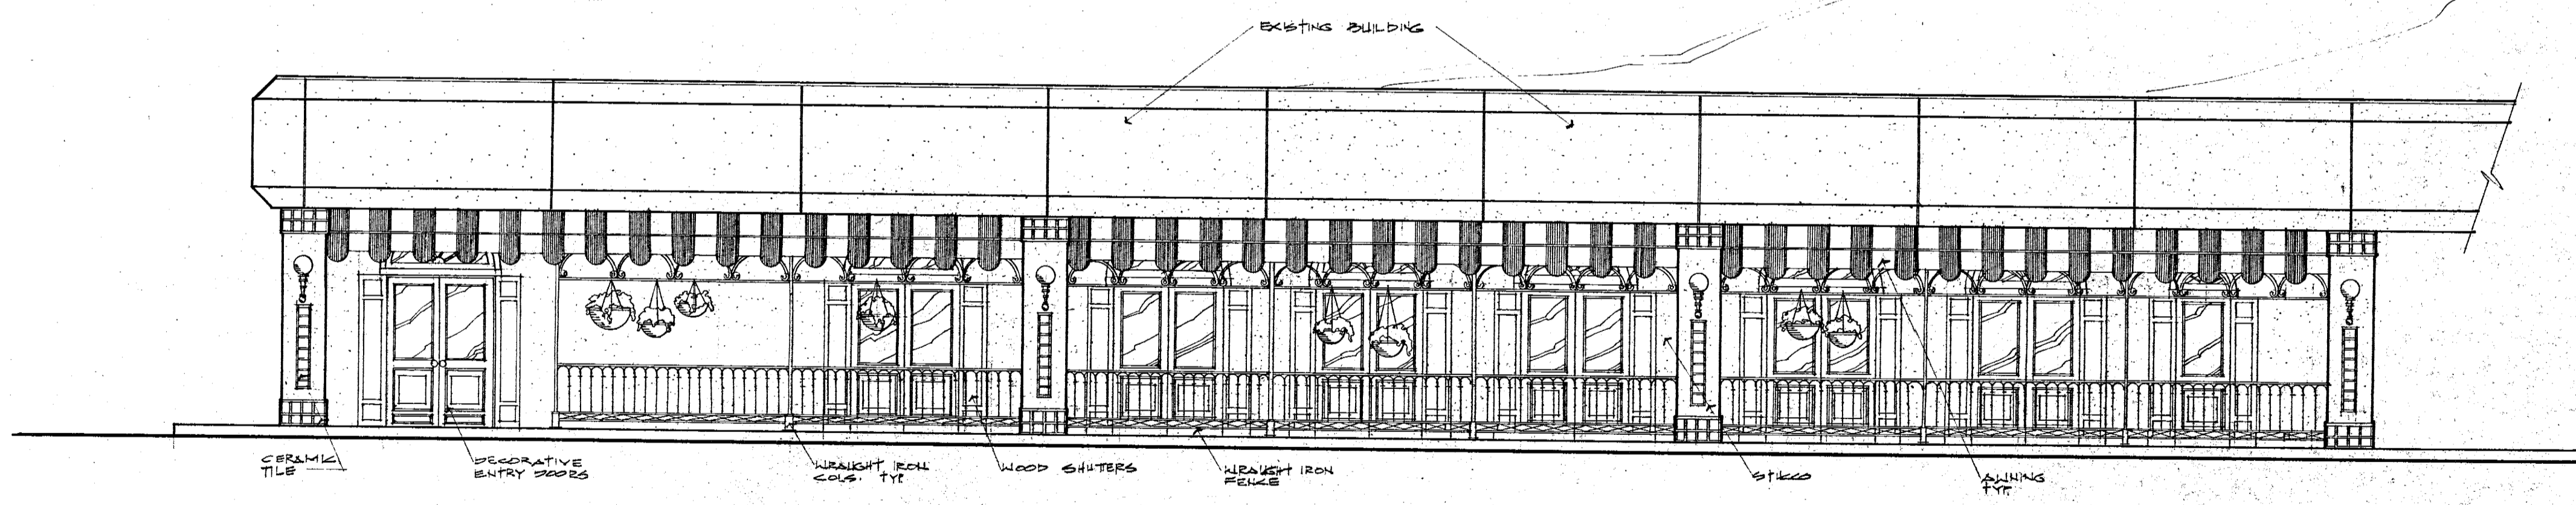 EXISTING BUILDING
CERAMIC
TILE
DECORATIVE
ENTRY DOORS
WRAUGHT IRON
COLS. TYP.
WOOD SHUTTERS
WRAUGHT IRON
FENCE
STUCCO
AWNING
TYP.